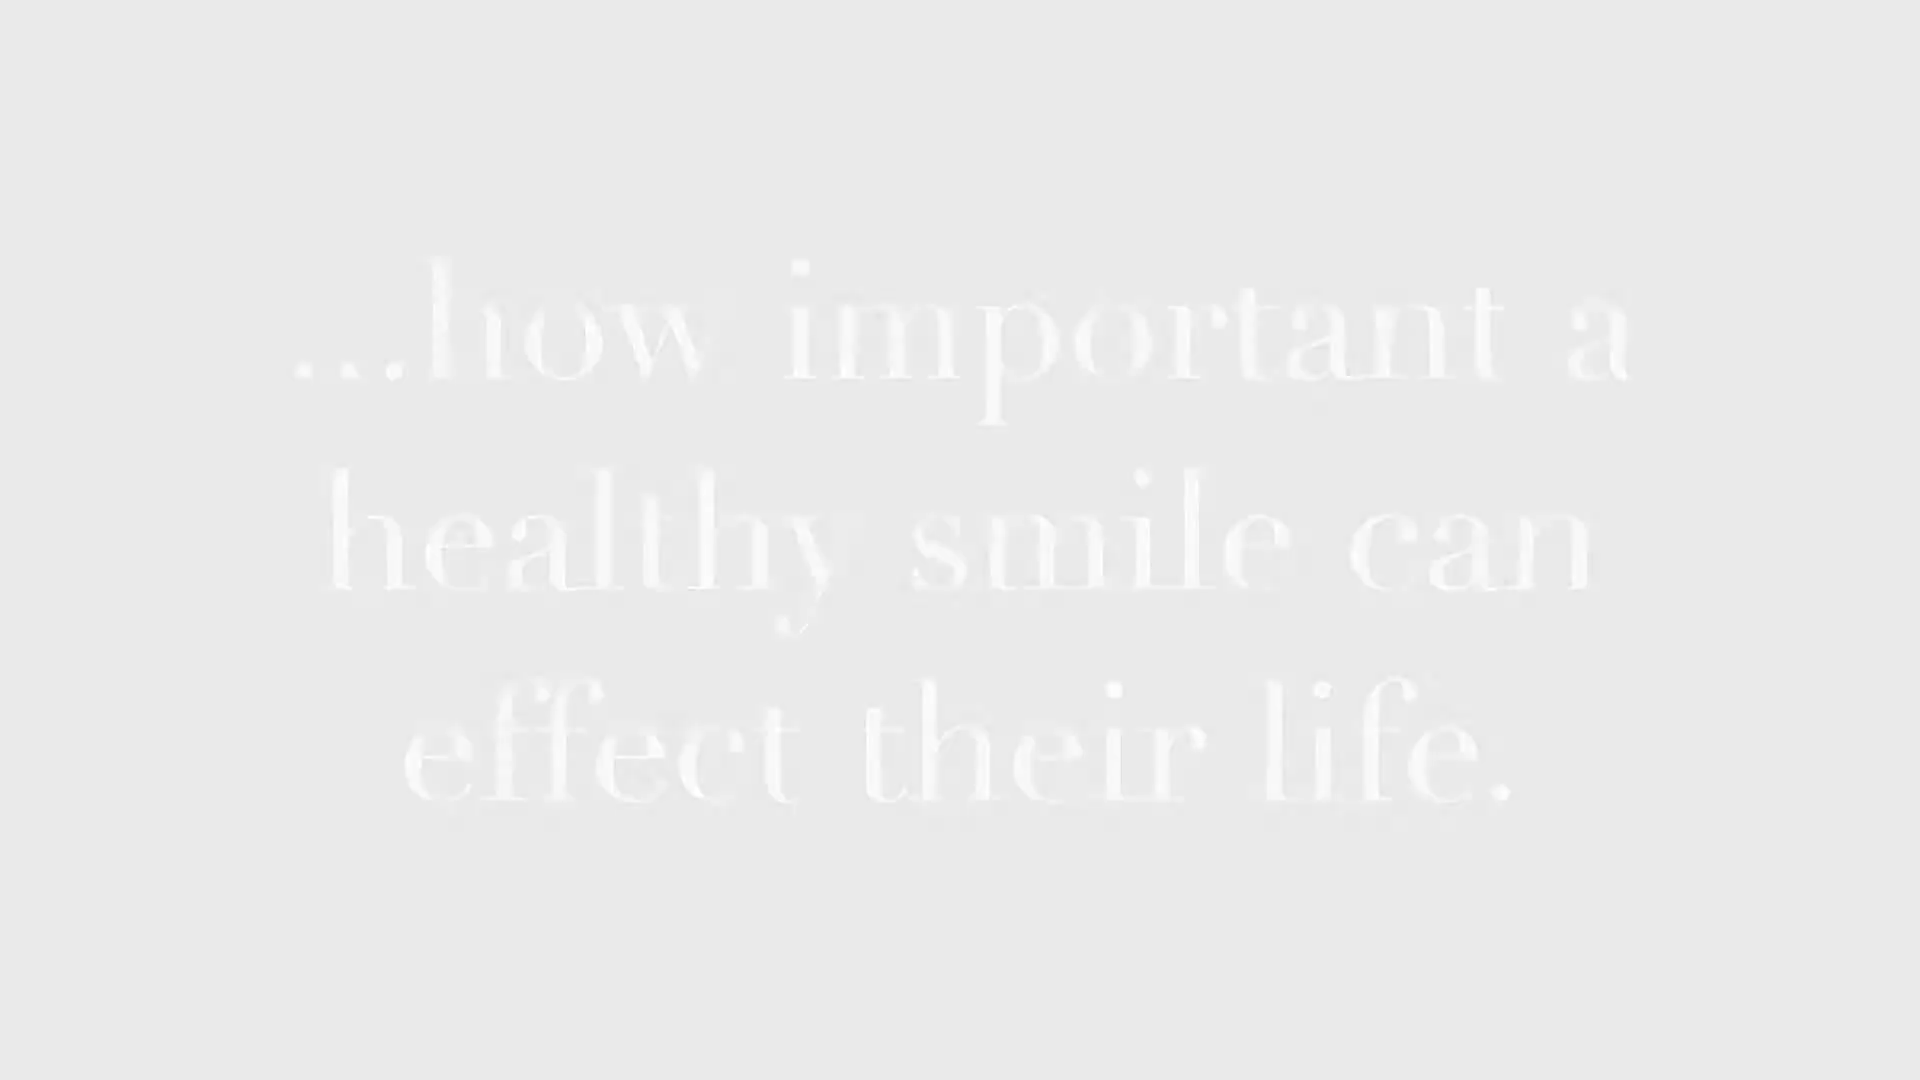 ...how important a
healthy smile can
effect their life.